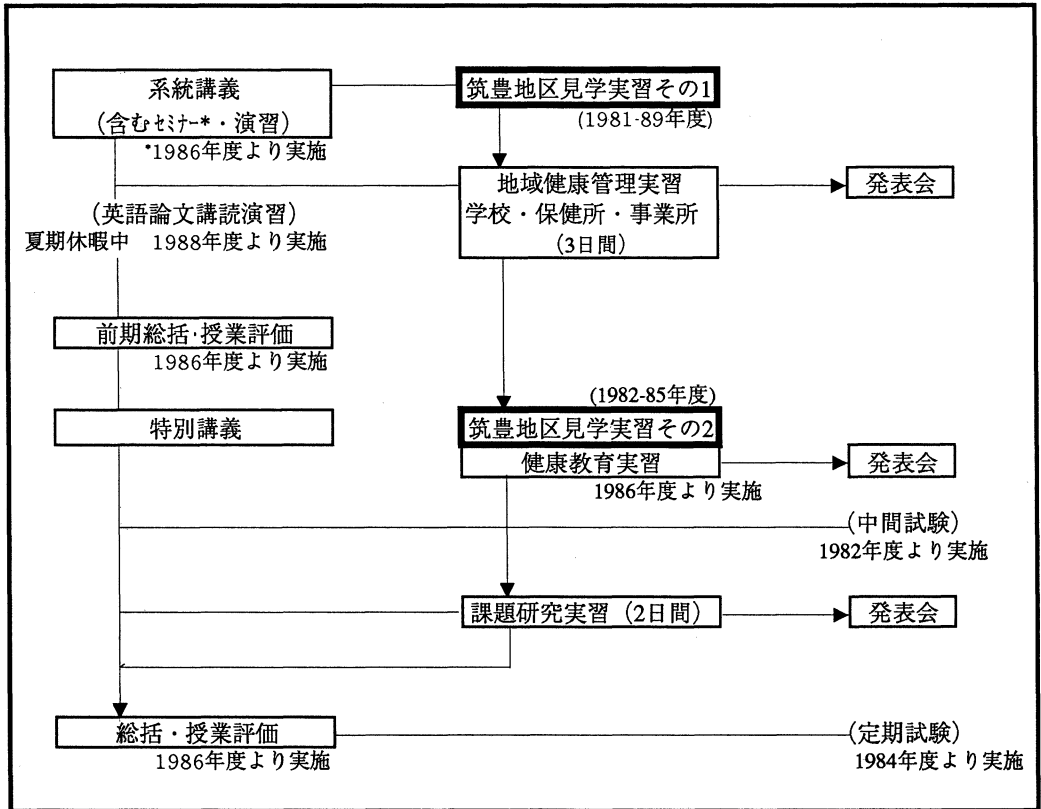 系統講義
(含むセミナー*・演習)
*1986年度より実施
筑豊地区見学実習その1
(1981-89年度)
地域健康管理実習
学校・保健所・事業所
(3日間)
発表会
(英語論文講読演習)
夏期休暇中 1988年度より実施
前期総括・授業評価
1986年度より実施
(1982-85年度)
特別講義
筑豊地区見学実習その2
健康教育実習
1986年度より実施
発表会
(中間試験)
1982年度より実施
課題研究実習(2日間)
発表会
総括・授業評価
1986年度より実施
(定期試験)
1984年度より実施